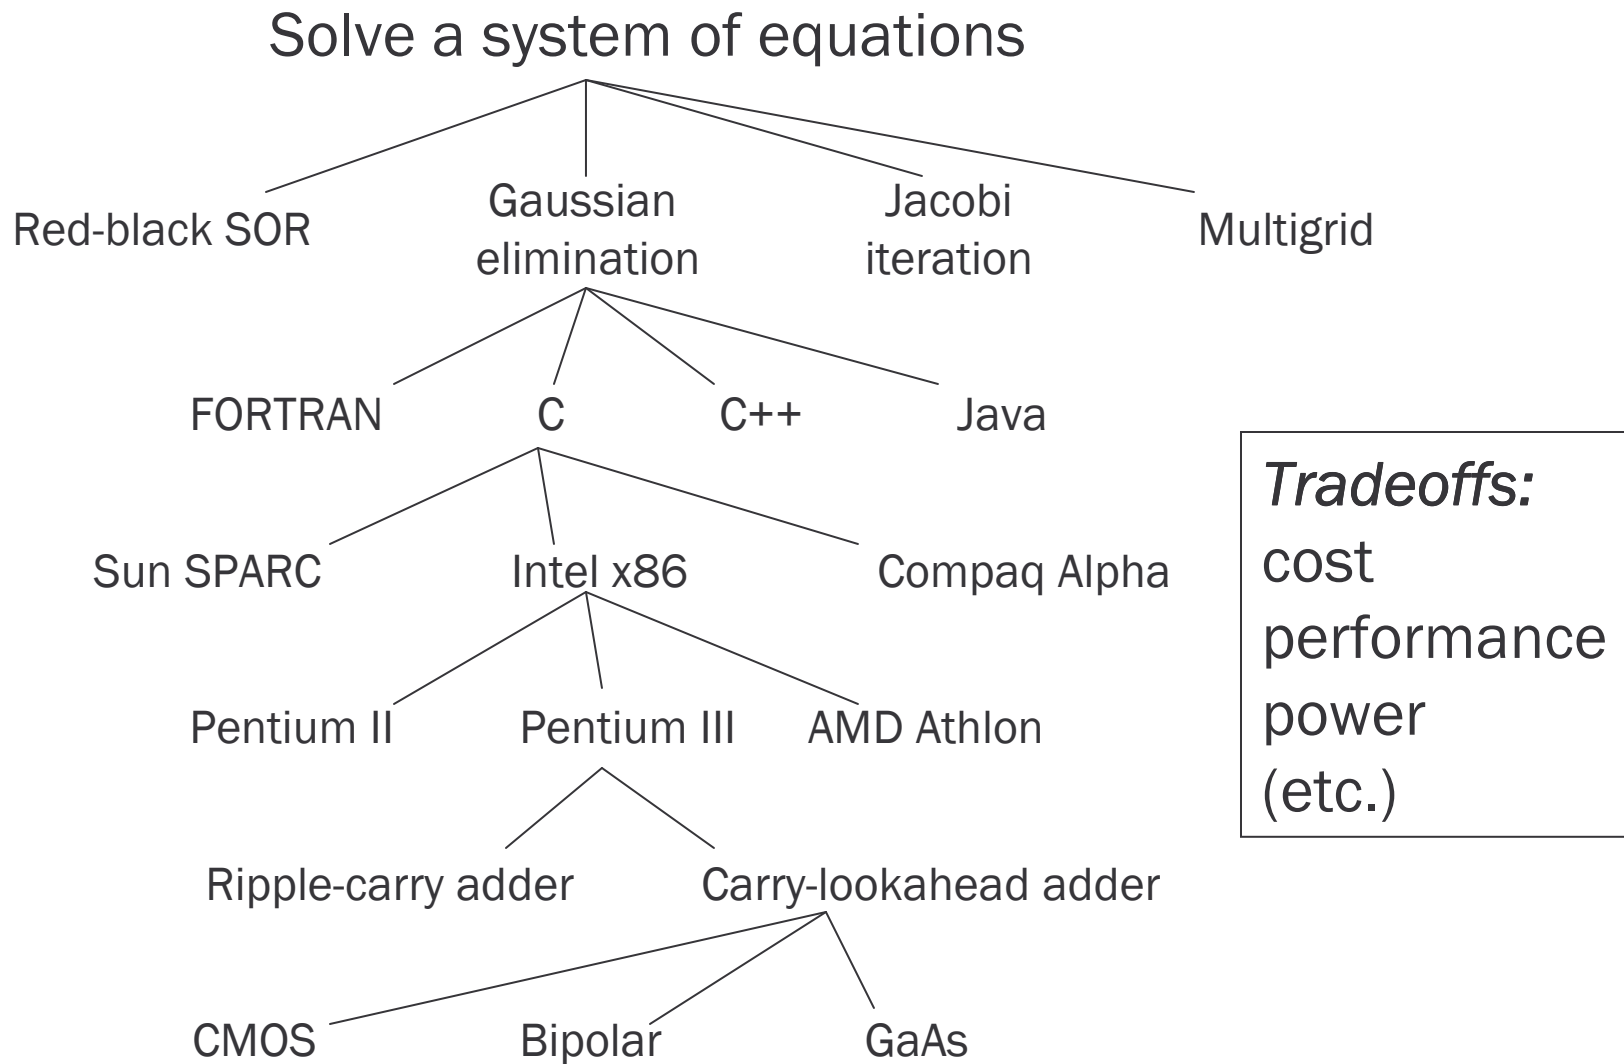 Solve a system of equations
Red-black SOR
Gaussian
elimination
Jacobi
iteration
Multigrid
FORTRAN
C
C++
Java
Sun SPARC
Intel x86
Compaq Alpha
Pentium II
Pentium III
AMD Athlon
Ripple-carry adder
Carry-lookahead adder
CMOS
Bipolar
GaAs
Tradeoffs:
cost
performance
power
(etc.)